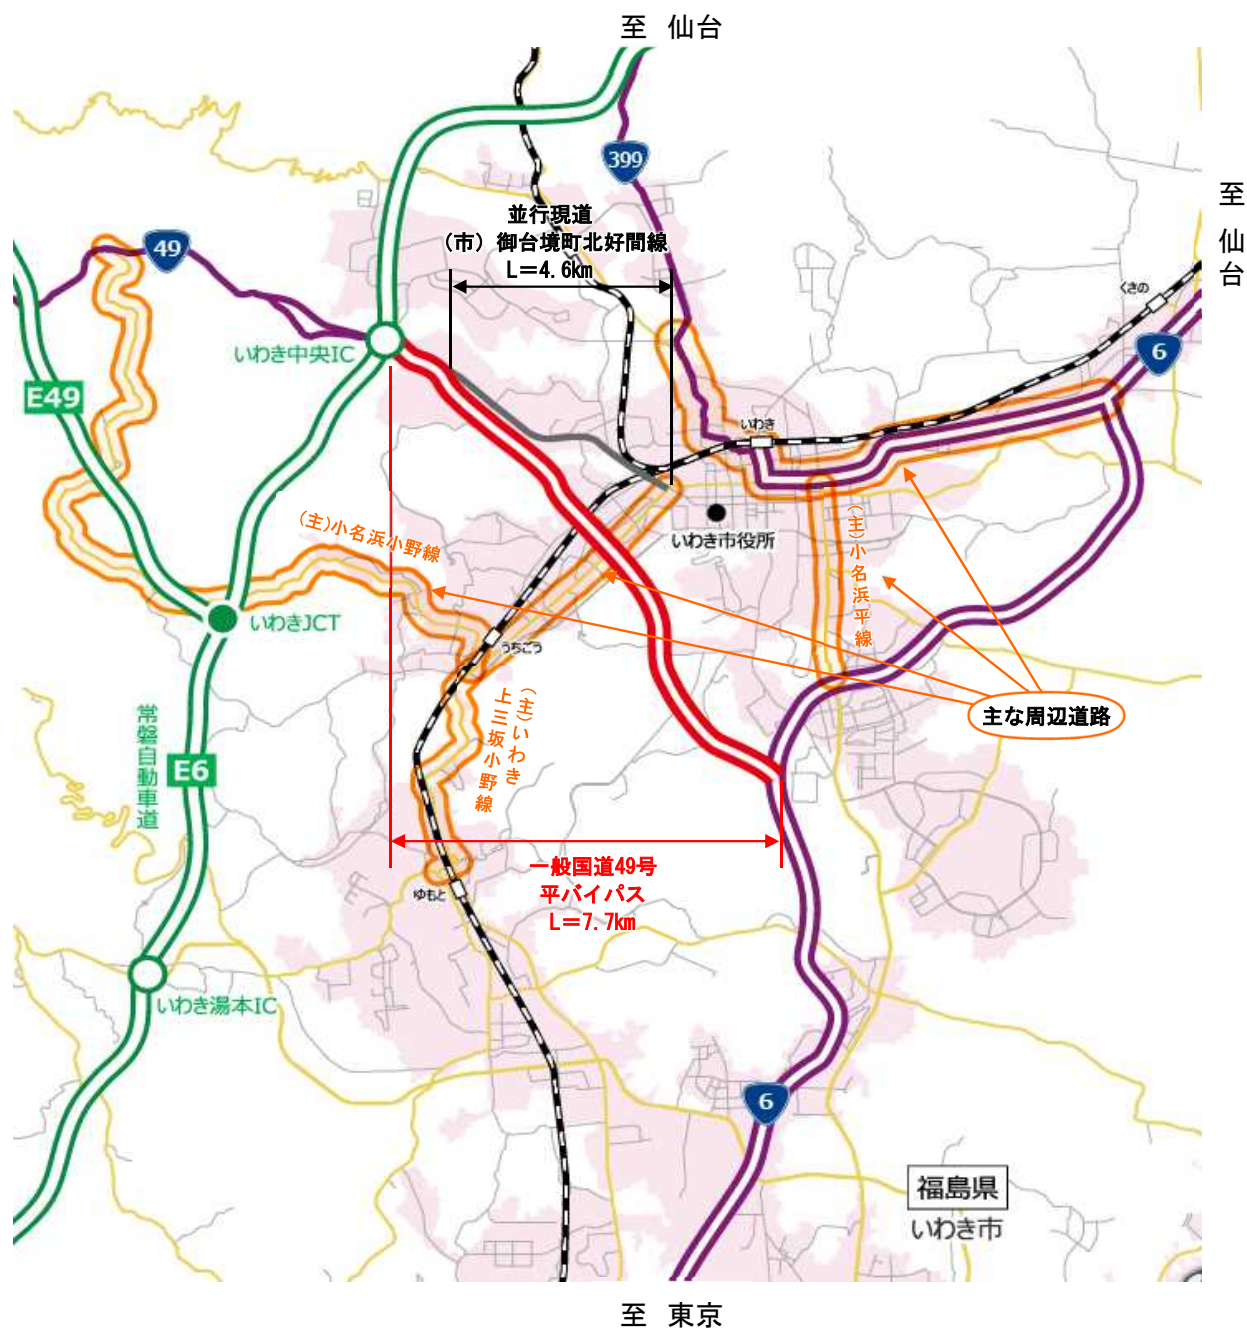 至 仙台
399
至 仙台
並行現道
(市) 御台境町北好間線
L=4.6km
49
くさの
6
いわき中央IC
E49
いわき
(主)小名浜小野線
いわき市役所
(主)小名浜平線
いわきJCT
うちごう
(主)いわき
上三坂小野線
主な周辺道路
常磐自動車道
E6
一般国道49号
平バイパス
L=7.7km
ゆもと
いわき湯本IC
6
福島県
いわき市
至 東京